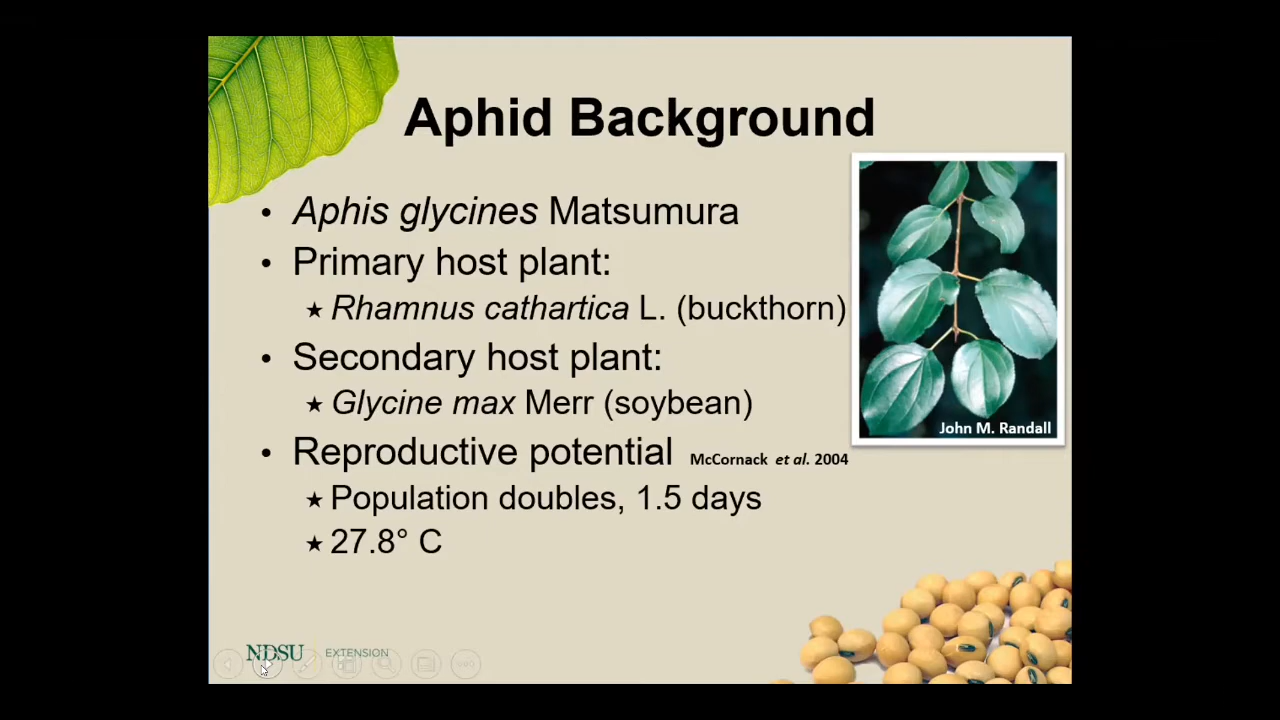 Aphid Background
• Aphis glycines Matsumura
• Primary host plant:
★ Rhamnus cathartica L. (buckthorn)
• Secondary host plant:
★ Glycine max Merr (soybean)
• Reproductive potential McCornack et al. 2004
★ Population doubles, 1.5 days
★ 27.8° C
John M. Randall
NDSU EXTENSION